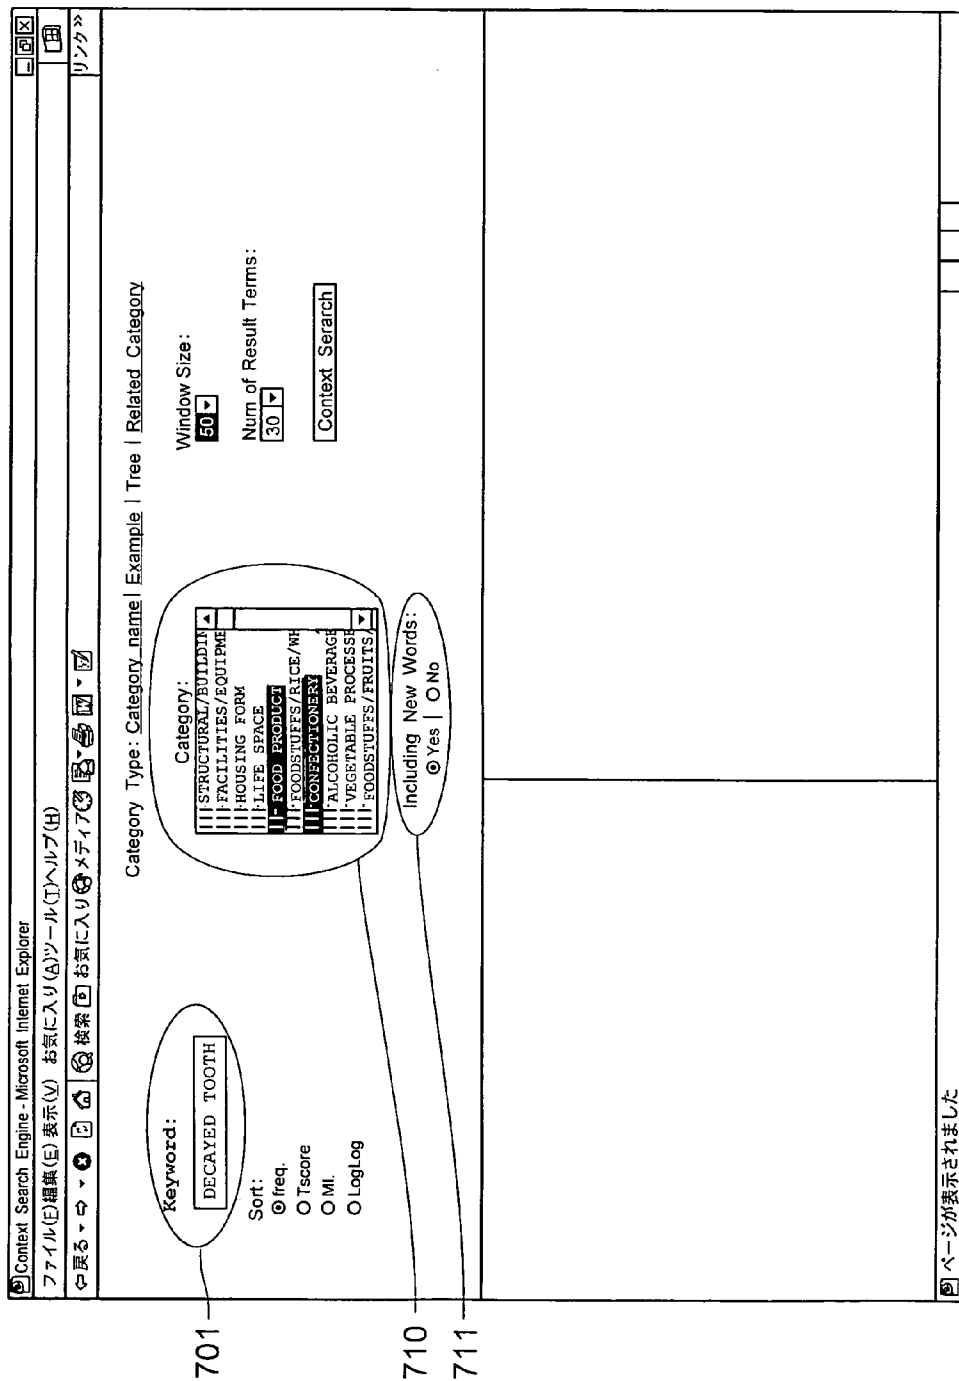 Context Search Engine - Microsoft Internet Explorer
ファイル(F)編集(E) 表示(V) お気に入り(A)ツール(T)ヘルプ(H)
戻る 検索 お気に入り メディア リンク»
Category Type: Category name | Example | Tree | Related Category
Keyword:
DECAYED TOOTH
Sort:
freq.
Tscore
MI.
LogLog
Category:
STRUCTURAL/BUILDIN
FACILITIES/EQUIPME
HOUSING FORM
LIFE SPACE
FOOD PRODUCT
FOODSTUFFS/RICE/WH
CONFECTIONERY
ALCOHOLIC BEVERAGE
VEGETABLE PROCESSE
FOODSTUFFS/FRUITS/
Including New Words:
Yes | No
Window Size:
50
Num of Result Terms:
30
Context Serarch
ページが表示されました
701
710
711